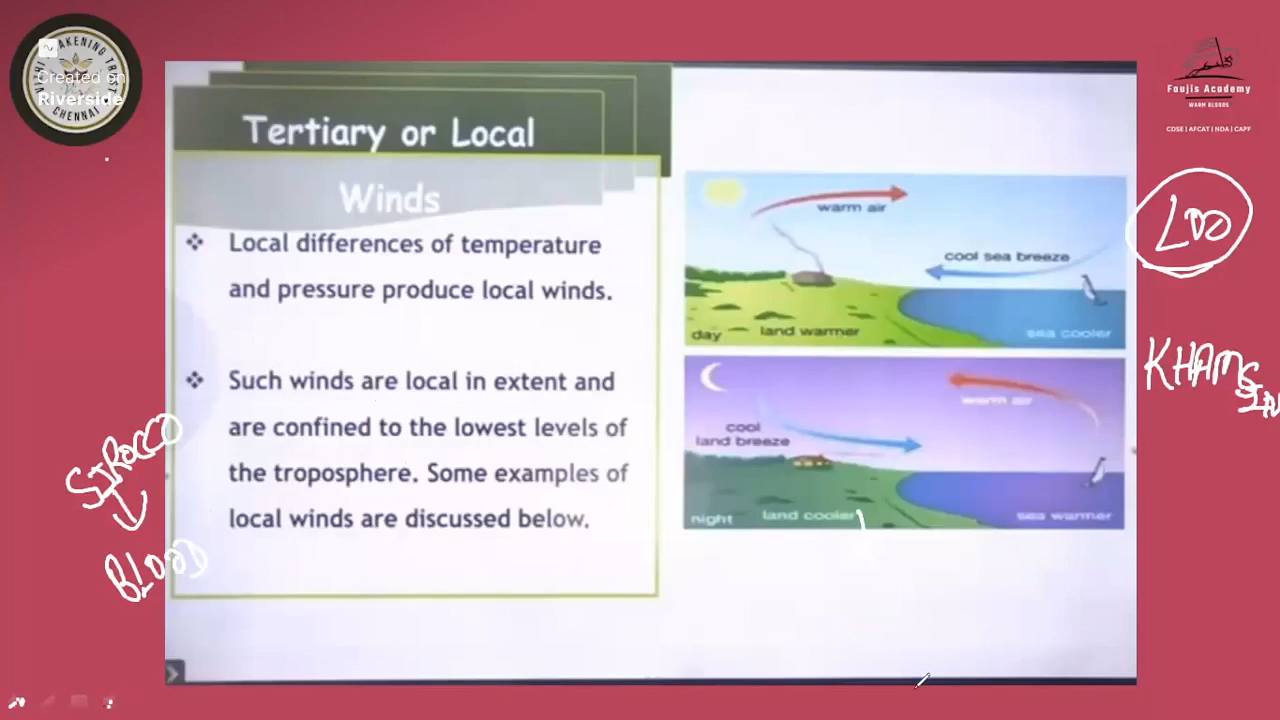 Created on
Riverside
CHENNAI
Faujis Academy
WARM BLOODS
CDSE | AFCAT | NDA | CAPF
Tertiary or Local
Winds
Local differences of temperature
and pressure produce local winds.
Such winds are local in extent and
are confined to the lowest levels of
the troposphere. Some examples of
local winds are discussed below.
warm air
cool sea breeze
land warmer
day
sea cooler
warm air
cool
land breeze
night
land cooler
sea warmer
LOO
KHAMSIN
SIROCCO
BLOOD